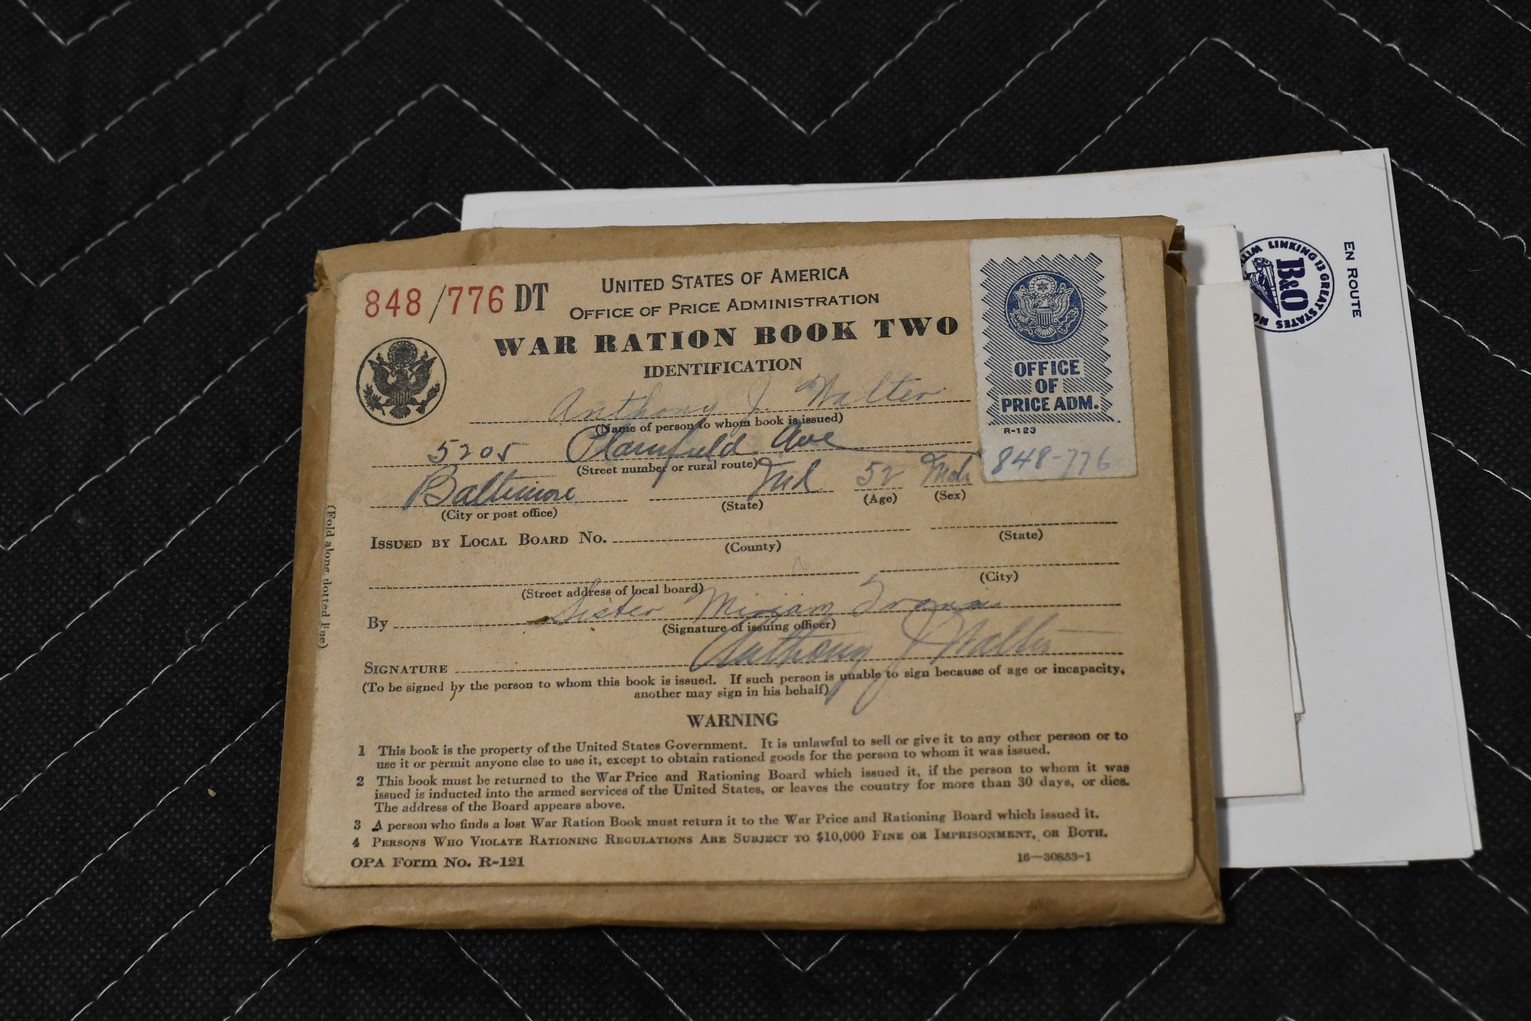 848/776 DT
UNITED STATES OF AMERICA
OFFICE OF PRICE ADMINISTRATION
WAR RATION BOOK TWO
IDENTIFICATION
Anthony J. Walter
(Name of person to whom book is issued)
5205 Plainfield Ave
(Street number or rural route)
Baltimore Md 52 Male
(City or post office) (State) (Age) (Sex)
ISSUED BY LOCAL BOARD No.
(County) (State)
(Street address of local board) (City)
By Sister Miriam
(Signature of issuing officer)
SIGNATURE Anthony J Walter
(To be signed by the person to whom this book is issued. If such person is unable to sign because of age or incapacity,
another may sign in his behalf)
WARNING
1 This book is the property of the United States Government. It is unlawful to sell or give it to any other person or to
use it or permit anyone else to use it, except to obtain rationed goods for the person to whom it was issued.
2 This book must be returned to the War Price and Rationing Board which issued it, if the person to whom it was
issued is inducted into the armed services of the United States, or leaves the country for more than 30 days, or dies.
The address of the Board appears above.
3 A person who finds a lost War Ration Book must return it to the War Price and Rationing Board which issued it.
4 PERSONS WHO VIOLATE RATIONING REGULATIONS ARE SUBJECT TO $10,000 FINE OR IMPRISONMENT, OR BOTH.
OPA Form No. R-121 16—30853-1
(Fold along dotted line)
OFFICE
OF
PRICE ADM.
R-123
848-776
LINKING 13 GREAT STATES
B&O
EN ROUTE